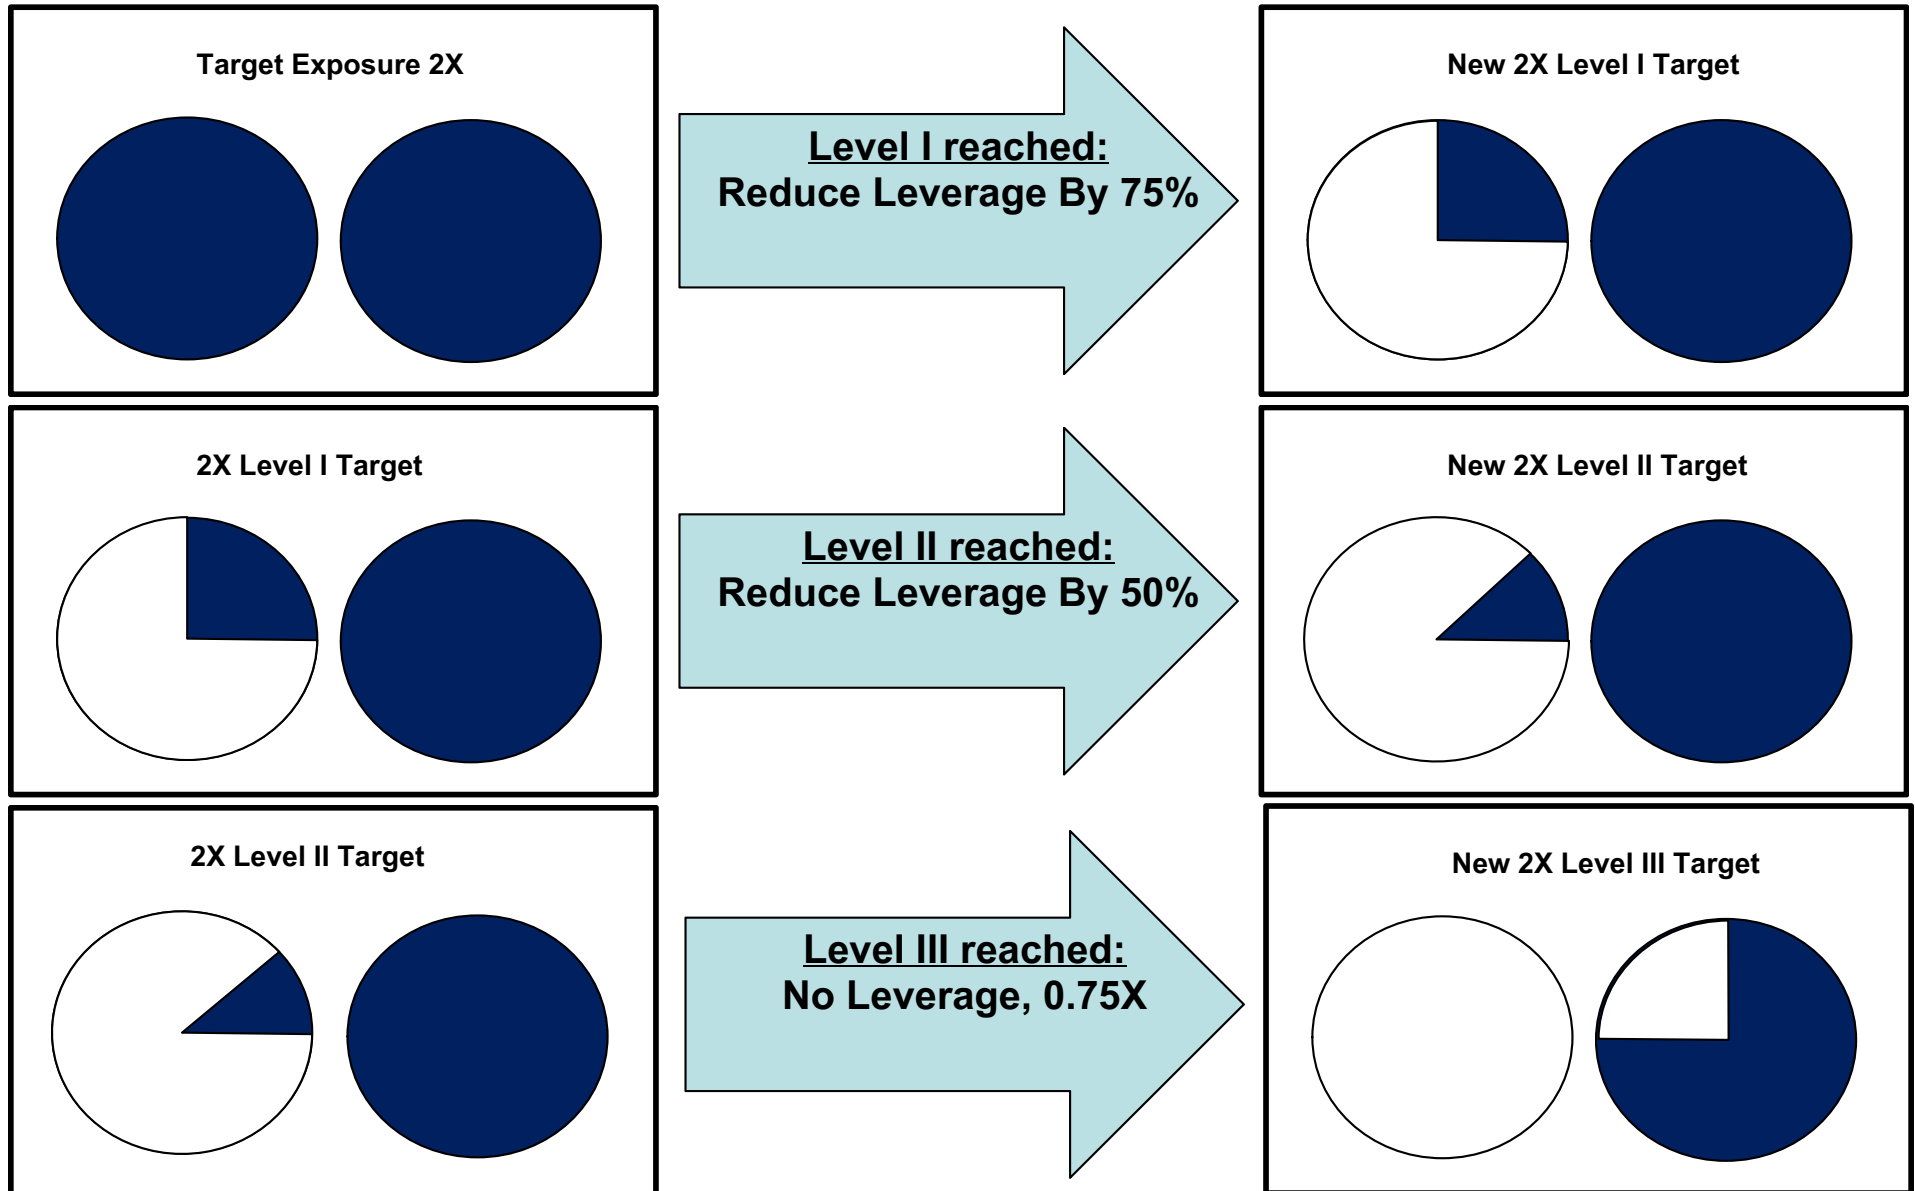 Target Exposure 2X
Level I reached:
Reduce Leverage By 75%
New 2X Level I Target
2X Level I Target
Level II reached:
Reduce Leverage By 50%
New 2X Level II Target
2X Level II Target
Level III reached:
No Leverage, 0.75X
New 2X Level III Target